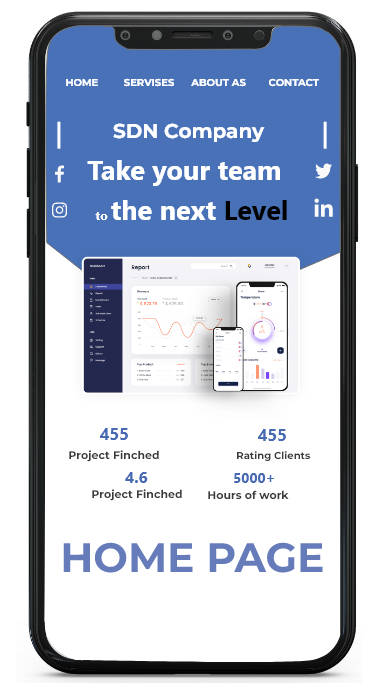 HOME SERVISES ABOUT AS CONTACT
SDN Company
Take your team
to the next Level
Report
Temperature
455 455
Project Finched Rating Clients
4.6 5000+
Project Finched Hours of work
HOME PAGE